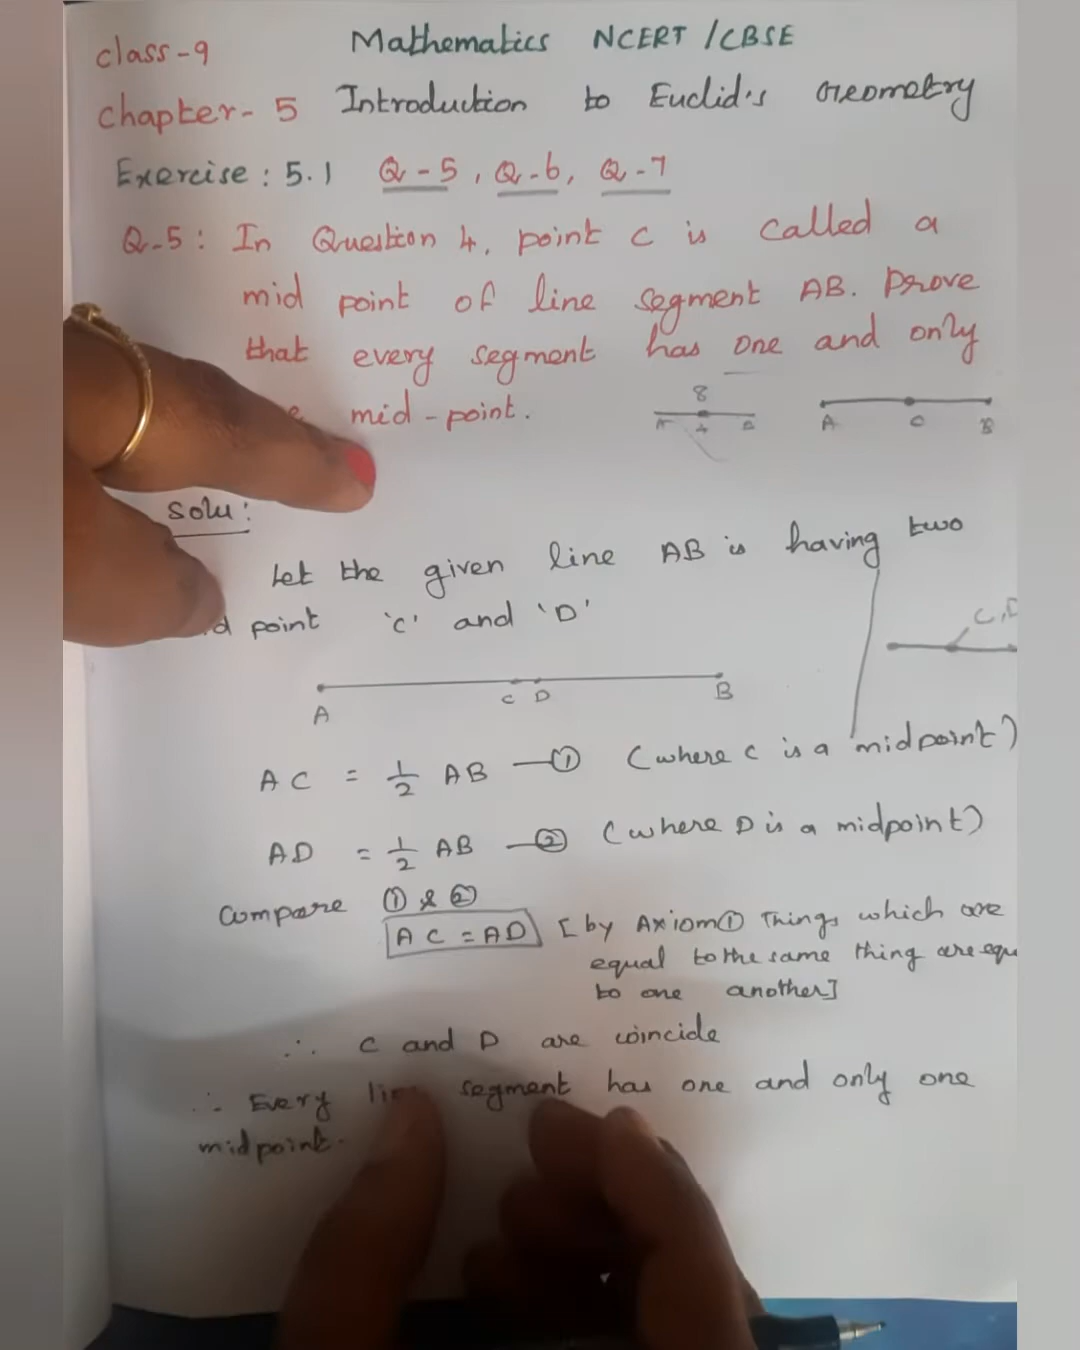 Mathematics NCERT / CBSE
class-9
chapter- 5 Introduction to Euclid's Geometry
Exercise : 5.1 Q-5, Q-6, Q-7
Q-5: In Question 4, point C is called a
mid point of line segment AB. Prove
that every segment has one and only
mid-point.
8
A 4 B
A C B
Solu:
Let the given line AB is having two
point 'C' and 'D'
C,D
A C D B
AC = 1/2 AB —① (where C is a midpoint)
AD = 1/2 AB —② (where D is a midpoint)
Compare ① & ②
AC = AD [by Axiom① Things which are
equal to the same thing are equ
to one another]
∴ C and D are coincide
∴ Every segment has one and only one
midpoint.